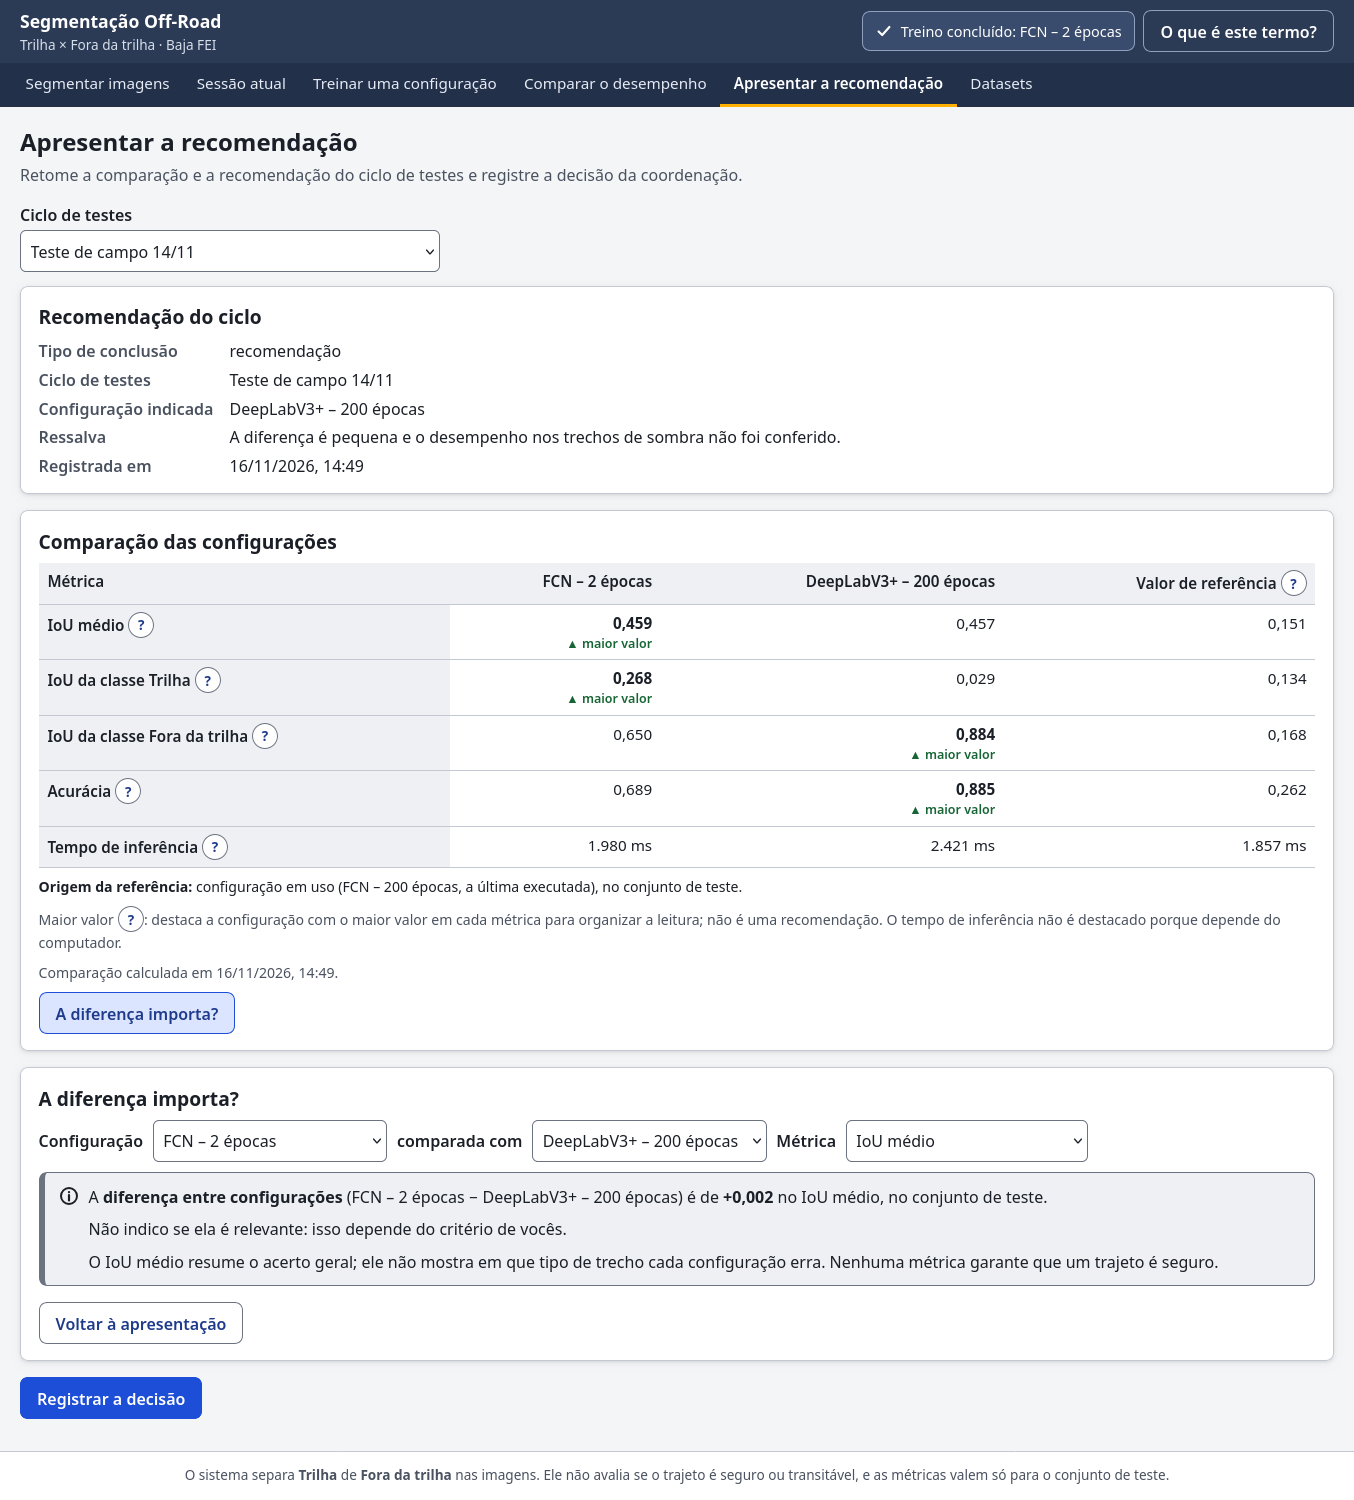 Segmentação Off-Road
Trilha × Fora da trilha · Baja FEI
Treino concluído: FCN – 2 épocas
O que é este termo?
Segmentar imagens Sessão atual Treinar uma configuração Comparar o desempenho Apresentar a recomendação Datasets
Apresentar a recomendação
Retome a comparação e a recomendação do ciclo de testes e registre a decisão da coordenação.
Ciclo de testes
Teste de campo 14/11
Recomendação do ciclo
Tipo de conclusão recomendação
Ciclo de testes Teste de campo 14/11
Configuração indicada DeepLabV3+ – 200 épocas
Ressalva A diferença é pequena e o desempenho nos trechos de sombra não foi conferido.
Registrada em 16/11/2026, 14:49
Comparação das configurações
Métrica FCN – 2 épocas DeepLabV3+ – 200 épocas Valor de referência ?
IoU médio ? 0,459 0,457 0,151
▲ maior valor
IoU da classe Trilha ? 0,268 0,029 0,134
▲ maior valor
IoU da classe Fora da trilha ? 0,650 0,884 0,168
▲ maior valor
Acurácia ? 0,689 0,885 0,262
▲ maior valor
Tempo de inferência ? 1.980 ms 2.421 ms 1.857 ms
Origem da referência: configuração em uso (FCN – 200 épocas, a última executada), no conjunto de teste.
Maior valor ?: destaca a configuração com o maior valor em cada métrica para organizar a leitura; não é uma recomendação. O tempo de inferência não é destacado porque depende do
computador.
Comparação calculada em 16/11/2026, 14:49.
A diferença importa?
A diferença importa?
Configuração FCN – 2 épocas comparada com DeepLabV3+ – 200 épocas Métrica IoU médio
A diferença entre configurações (FCN – 2 épocas − DeepLabV3+ – 200 épocas) é de +0,002 no IoU médio, no conjunto de teste.
Não indico se ela é relevante: isso depende do critério de vocês.
O IoU médio resume o acerto geral; ele não mostra em que tipo de trecho cada configuração erra. Nenhuma métrica garante que um trajeto é seguro.
Voltar à apresentação
Registrar a decisão
O sistema separa Trilha de Fora da trilha nas imagens. Ele não avalia se o trajeto é seguro ou transitável, e as métricas valem só para o conjunto de teste.